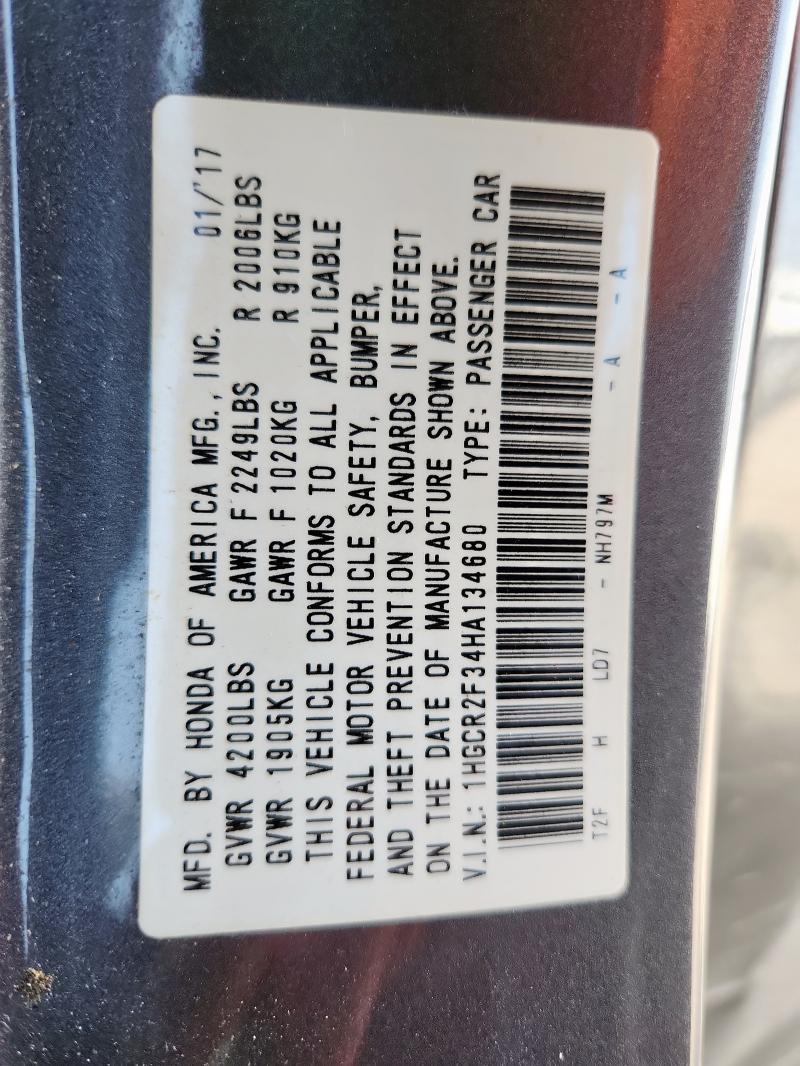 MFD. BY HONDA OF AMERICA MFG., INC. 01/'17
GVWR 4200LBS GAWR F 2249LBS R 2006LBS
GVWR 1905KG GAWR F 1020KG R 910KG
THIS VEHICLE CONFORMS TO ALL APPLICABLE
FEDERAL MOTOR VEHICLE SAFETY, BUMPER,
AND THEFT PREVENTION STANDARDS IN EFFECT
ON THE DATE OF MANUFACTURE SHOWN ABOVE.
V.I.N.: 1HGCR2F34HA134680 TYPE: PASSENGER CAR
T2F H LD7 - NH797M - A - A